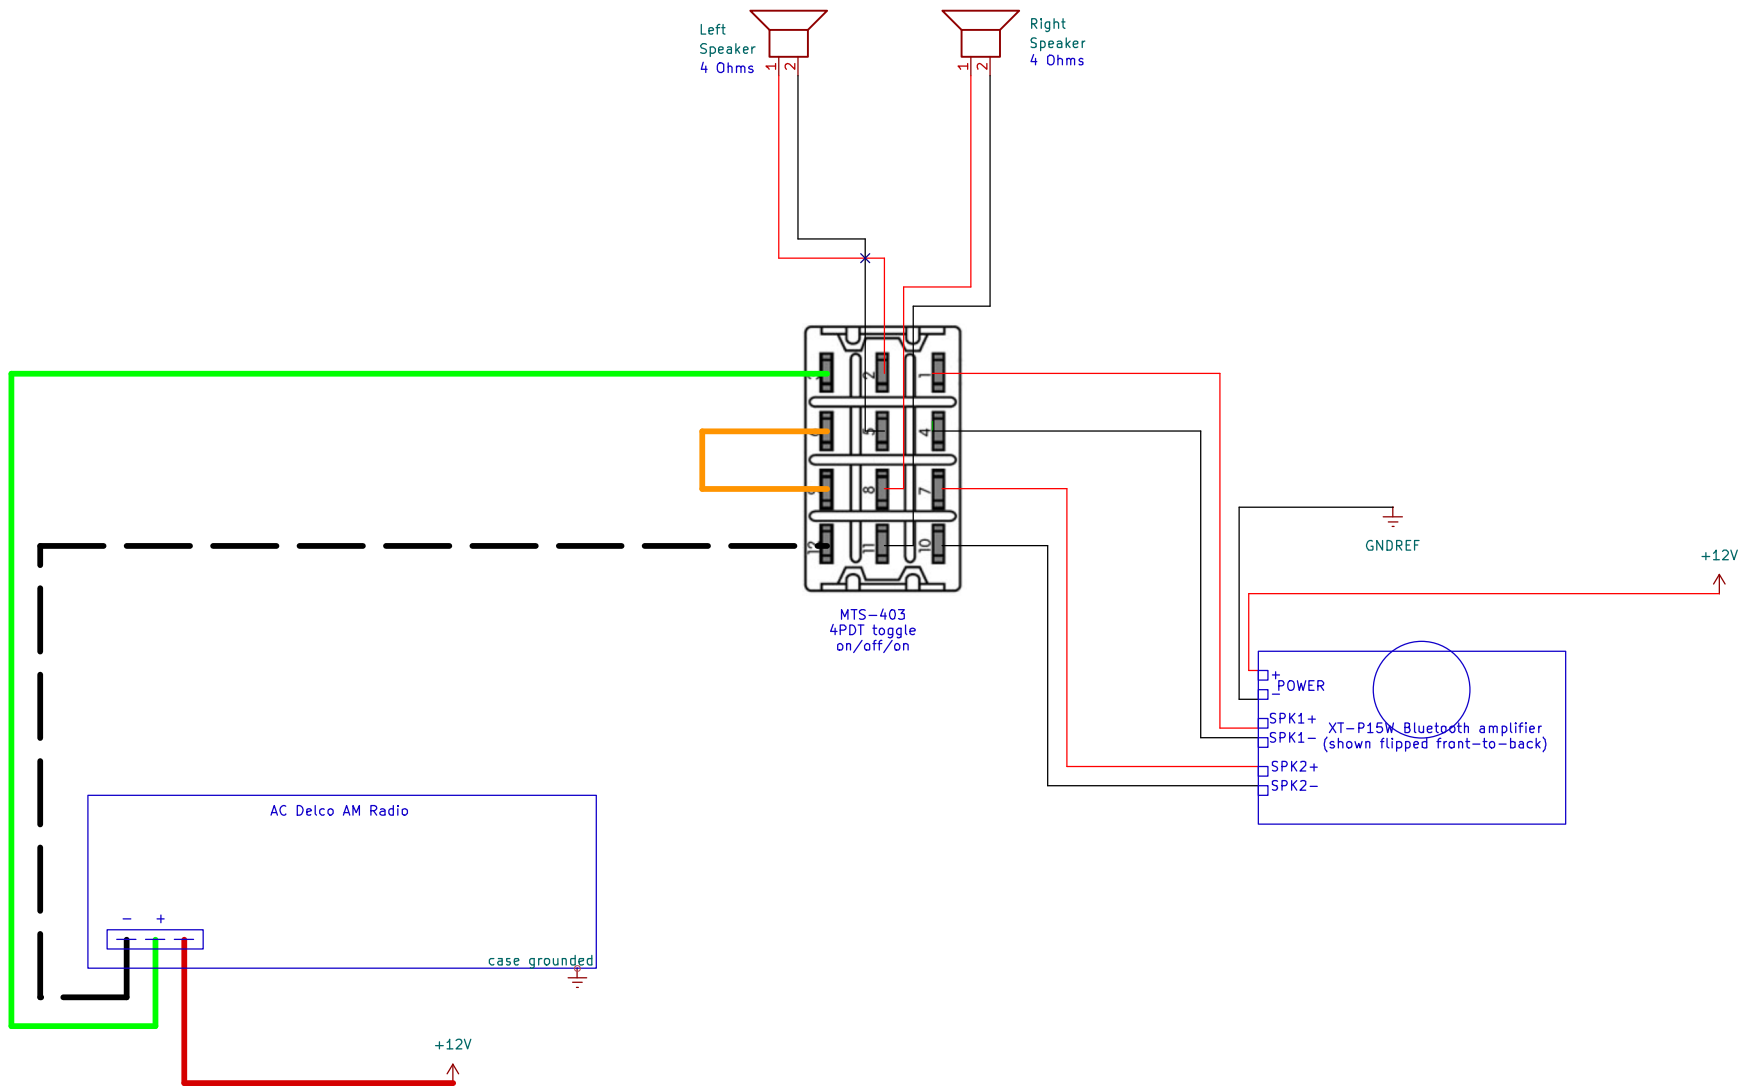 Left
Speaker
4 Ohms
1
2
Right
Speaker
4 Ohms
1
2
2
1
5
4
8
7
12
11
10
MTS-403
4PDT toggle
on/off/on
GNDREF
+12V
+
POWER
-
SPK1+
SPK1-
SPK2+
SPK2-
XT-P15W Bluetooth amplifier
(shown flipped front-to-back)
AC Delco AM Radio
- +
case grounded
+12V